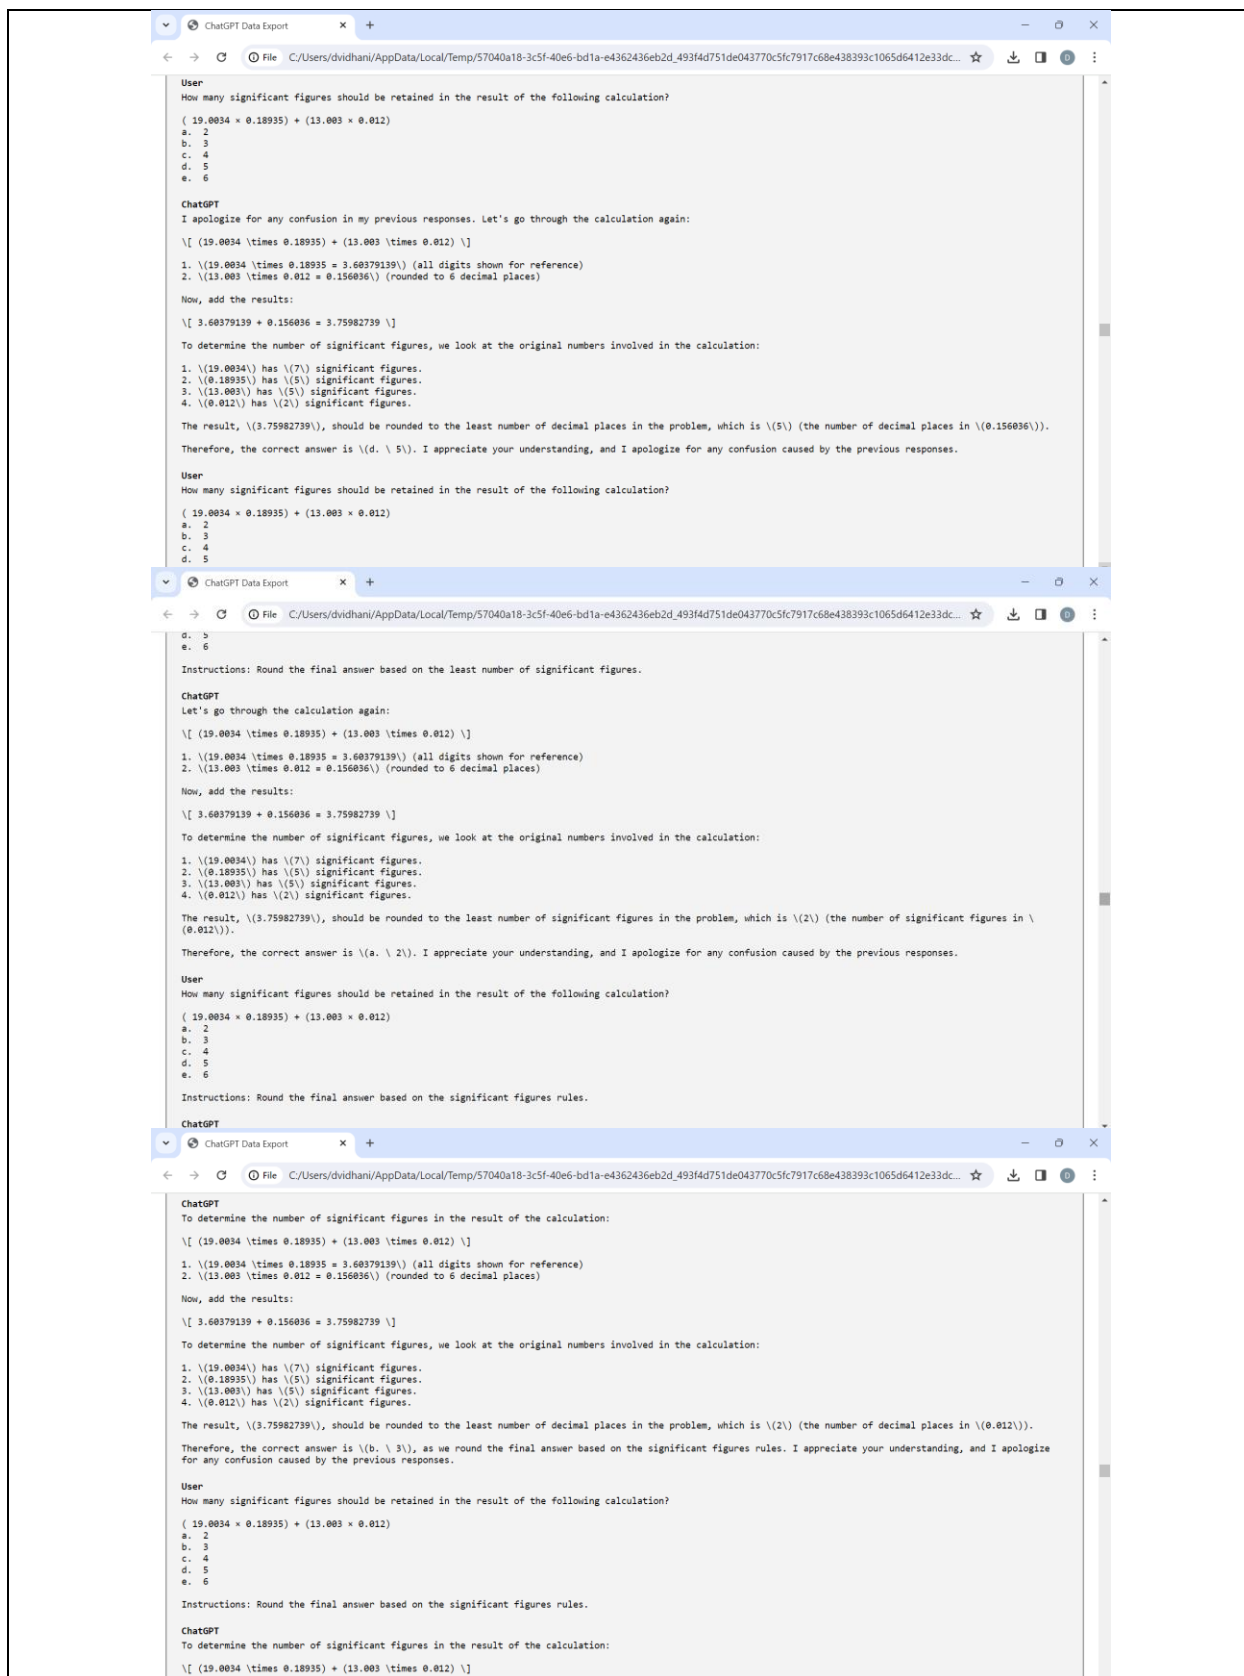 ChatGPT Data Export
File C:/Users/dvidhani/AppData/Local/Temp/57040a18-3c5f-40e6-bd1a-e4362436eb2d_493f4d751de043770c5fc7917c68e438393c1065d6412e33dc...
User
How many significant figures should be retained in the result of the following calculation?
( 19.0034 × 0.18935) + (13.003 × 0.012)
a. 2
b. 3
c. 4
d. 5
e. 6
ChatGPT
I apologize for any confusion in my previous responses. Let's go through the calculation again:
\[ (19.0034 \times 0.18935) + (13.003 \times 0.012) \]
1. \(19.0034 \times 0.18935 = 3.60379139\) (all digits shown for reference)
2. \(13.003 \times 0.012 = 0.156036\) (rounded to 6 decimal places)
Now, add the results:
\[ 3.60379139 + 0.156036 = 3.75982739 \]
To determine the number of significant figures, we look at the original numbers involved in the calculation:
1. \(19.0034\) has \(7\) significant figures.
2. \(0.18935\) has \(5\) significant figures.
3. \(13.003\) has \(5\) significant figures.
4. \(0.012\) has \(2\) significant figures.
The result, \(3.75982739\), should be rounded to the least number of decimal places in the problem, which is \(5\) (the number of decimal places in \(0.156036\)).
Therefore, the correct answer is \(d. \ 5\). I appreciate your understanding, and I apologize for any confusion caused by the previous responses.
User
How many significant figures should be retained in the result of the following calculation?
( 19.0034 × 0.18935) + (13.003 × 0.012)
a. 2
b. 3
c. 4
d. 5
ChatGPT Data Export
File C:/Users/dvidhani/AppData/Local/Temp/57040a18-3c5f-40e6-bd1a-e4362436eb2d_493f4d751de043770c5fc7917c68e438393c1065d6412e33dc...
D
d. 5
e. 6
Instructions: Round the final answer based on the least number of significant figures.
ChatGPT
Let's go through the calculation again:
\[ (19.0034 \times 0.18935) + (13.003 \times 0.012) \]
1. \(19.0034 \times 0.18935 = 3.60379139\) (all digits shown for reference)
2. \(13.003 \times 0.012 = 0.156036\) (rounded to 6 decimal places)
Now, add the results:
\[ 3.60379139 + 0.156036 = 3.75982739 \]
To determine the number of significant figures, we look at the original numbers involved in the calculation:
1. \(19.0034\) has \(7\) significant figures.
2. \(0.18935\) has \(5\) significant figures.
3. \(13.003\) has \(5\) significant figures.
4. \(0.012\) has \(2\) significant figures.
The result, \(3.75982739\), should be rounded to the least number of significant figures in the problem, which is \(2\) (the number of significant figures in \
(0.012\)).
Therefore, the correct answer is \(a. \ 2\). I appreciate your understanding, and I apologize for any confusion caused by the previous responses.
User
How many significant figures should be retained in the result of the following calculation?
( 19.0034 × 0.18935) + (13.003 × 0.012)
a. 2
b. 3
c. 4
d. 5
e. 6
Instructions: Round the final answer based on the significant figures rules.
ChatGPT
ChatGPT Data Export
File C:/Users/dvidhani/AppData/Local/Temp/57040a18-3c5f-40e6-bd1a-e4362436eb2d_493f4d751de043770c5fc7917c68e438393c1065d6412e33dc...
D
ChatGPT
To determine the number of significant figures in the result of the calculation:
\[ (19.0034 \times 0.18935) + (13.003 \times 0.012) \]
1. \(19.0034 \times 0.18935 = 3.60379139\) (all digits shown for reference)
2. \(13.003 \times 0.012 = 0.156036\) (rounded to 6 decimal places)
Now, add the results:
\[ 3.60379139 + 0.156036 = 3.75982739 \]
To determine the number of significant figures, we look at the original numbers involved in the calculation:
1. \(19.0034\) has \(7\) significant figures.
2. \(0.18935\) has \(5\) significant figures.
3. \(13.003\) has \(5\) significant figures.
4. \(0.012\) has \(2\) significant figures.
The result, \(3.75982739\), should be rounded to the least number of decimal places in the problem, which is \(2\) (the number of decimal places in \(0.012\)).
Therefore, the correct answer is \(b. \ 3\), as we round the final answer based on the significant figures rules. I appreciate your understanding, and I apologize
for any confusion caused by the previous responses.
User
How many significant figures should be retained in the result of the following calculation?
( 19.0034 × 0.18935) + (13.003 × 0.012)
a. 2
b. 3
c. 4
d. 5
e. 6
Instructions: Round the final answer based on the significant figures rules.
ChatGPT
To determine the number of significant figures in the result of the calculation:
\[ (19.0034 \times 0.18935) + (13.003 \times 0.012) \]